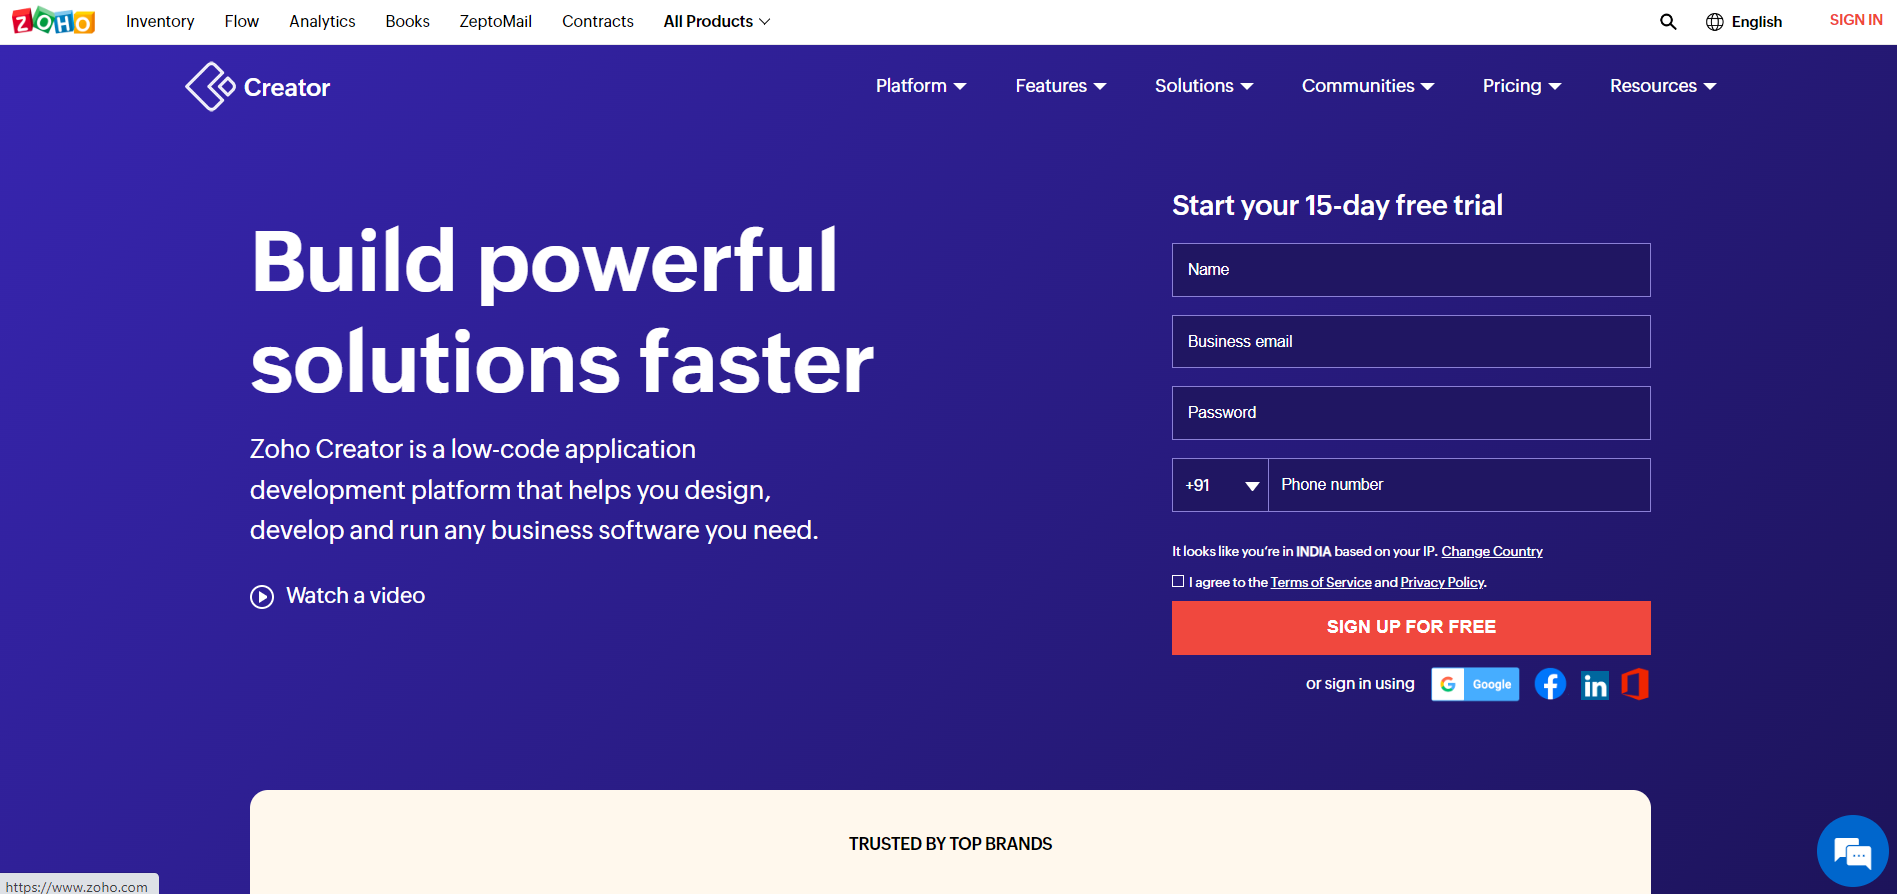 ZOHO Inventory Flow Analytics Books ZeptoMail Contracts All Products English SIGN IN
Creator Platform Features Solutions Communities Pricing Resources
Build powerful
solutions faster
Zoho Creator is a low-code application
development platform that helps you design,
develop and run any business software you need.
Watch a video
Start your 15-day free trial
Name
Business email
Password
+91 Phone number
It looks like you're in INDIA based on your IP. Change Country
I agree to the Terms of Service and Privacy Policy.
SIGN UP FOR FREE
or sign in using G Google f in
TRUSTED BY TOP BRANDS
https://www.zoho.com